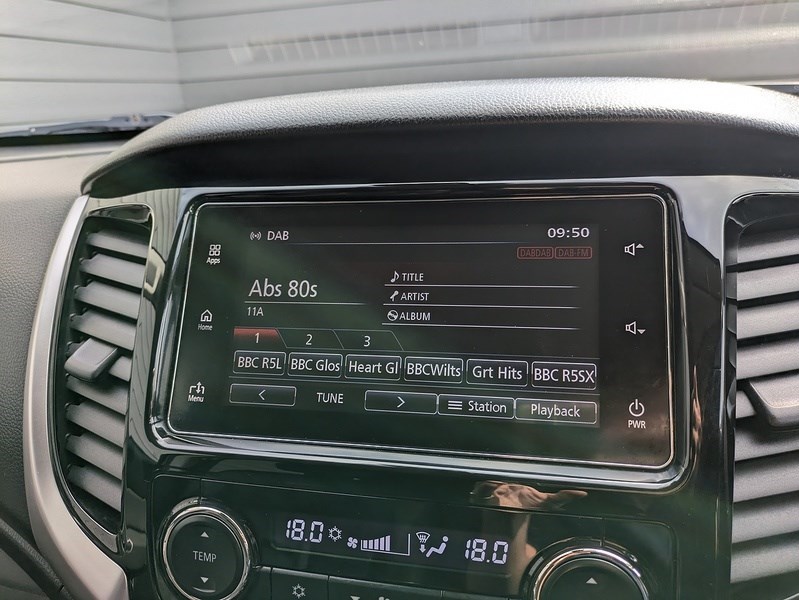 DAB
09:50
Apps
DABDAB DAB-FM
Abs 80s
TITLE
11A
ARTIST
ALBUM
Home
1 2 3
BBC R5L BBC Glos Heart Gl BBCWilts Grt Hits BBC R5SX
Menu
< TUNE > Station Playback
PWR
18.0 18.0
TEMP